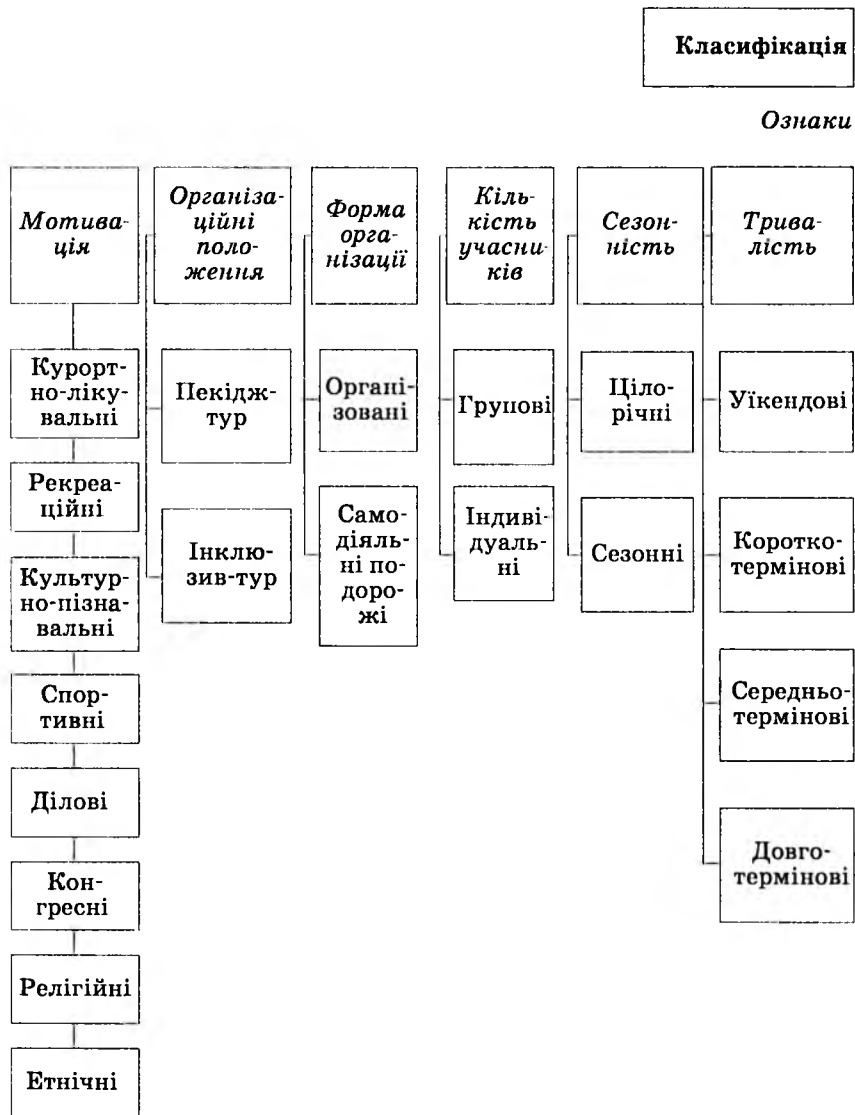 Класифікація
Ознаки
Мотива-
ція
Організа-
ційні
поло-
ження
Форма
орга-
нізації
Кіль-
кість
учасни-
ків
Сезон-
ність
Трива-
лість
Курорт-
но-ліку-
вальні
Рекреа-
ційні
Культур-
но-пізна-
вальні
Спор-
тивні
Ділові
Кон-
гресні
Релігійні
Етнічні
Пекідж-
тур
Інклю-
зив-тур
Органі-
зовані
Само-
діяль-
ні по-
доро-
жі
Групові
Індиві-
дуаль-
ні
Ціло-
річні
Сезонні
Уїкендові
Коротко-
термінові
Середньо-
термінові
Довго-
термінові